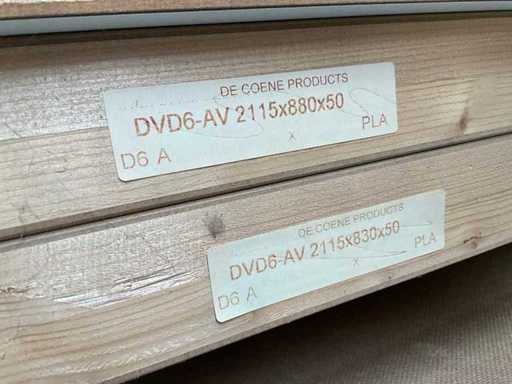 DE COENE PRODUCTS
DVD6-AV 2115x880x50
D6 A x PLA
DE COENE PRODUCTS
DVD6-AV 2115x830x50
D6 A x PLA